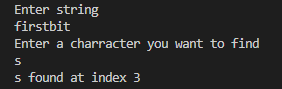 Enter string
firstbit
Enter a charracter you want to find
s
s found at index 3